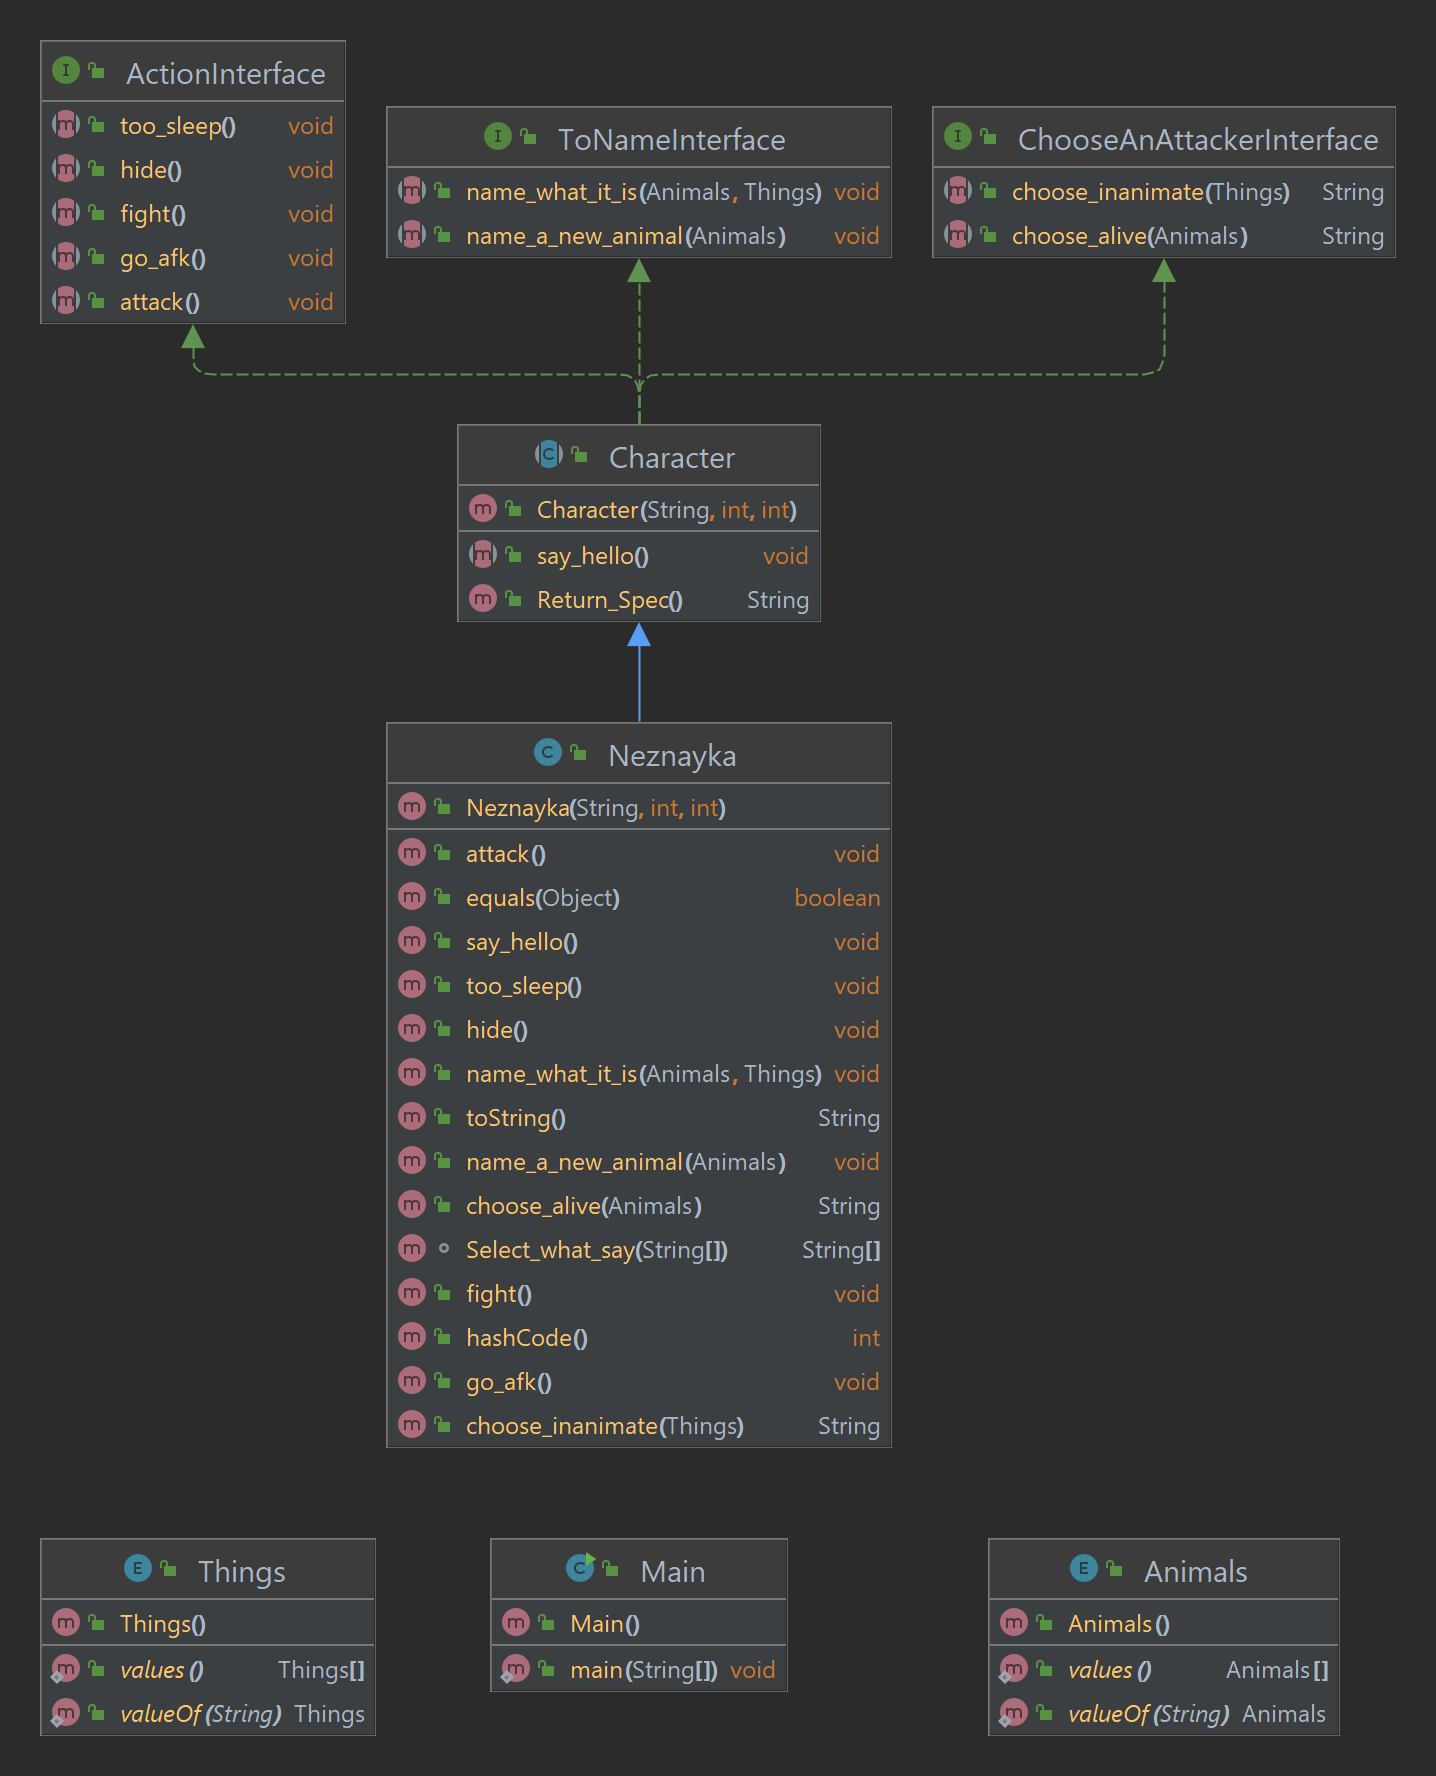 ActionInterface
too_sleep() void
hide() void
fight() void
go_afk() void
attack() void
ToNameInterface
name_what_it_is(Animals, Things) void
name_a_new_animal(Animals) void
ChooseAnAttackerInterface
choose_inanimate(Things) String
choose_alive(Animals) String
Character
Character(String, int, int)
say_hello() void
Return_Spec() String
Neznayka
Neznayka(String, int, int)
attack() void
equals(Object) boolean
say_hello() void
too_sleep() void
hide() void
name_what_it_is(Animals, Things) void
toString() String
name_a_new_animal(Animals) void
choose_alive(Animals) String
Select_what_say(String[]) String[]
fight() void
hashCode() int
go_afk() void
choose_inanimate(Things) String
Things
Things()
values() Things[]
valueOf(String) Things
Main
Main()
main(String[]) void
Animals
Animals()
values() Animals[]
valueOf(String) Animals